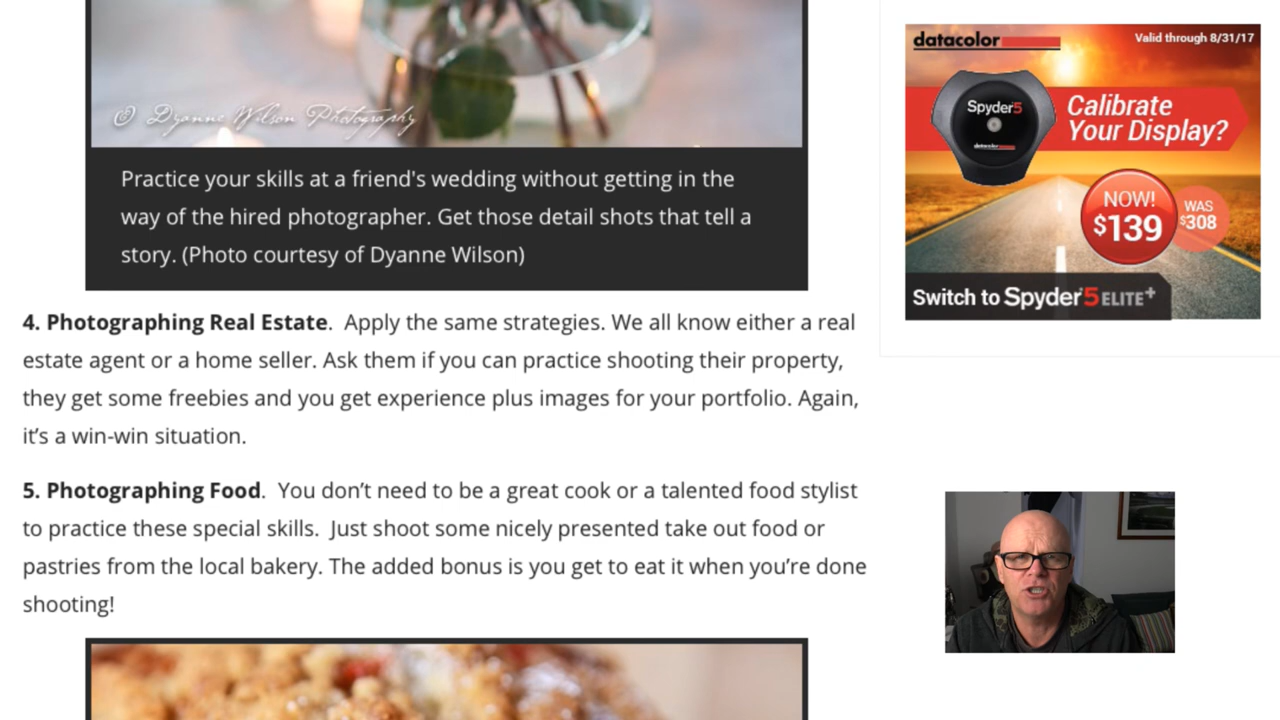 © Dyanne Wilson Photography
Practice your skills at a friend's wedding without getting in the
way of the hired photographer. Get those detail shots that tell a
story. (Photo courtesy of Dyanne Wilson)
4. Photographing Real Estate.  Apply the same strategies. We all know either a real
estate agent or a home seller. Ask them if you can practice shooting their property,
they get some freebies and you get experience plus images for your portfolio. Again,
it’s a win-win situation.
5. Photographing Food.  You don’t need to be a great cook or a talented food stylist
to practice these special skills.  Just shoot some nicely presented take out food or
pastries from the local bakery. The added bonus is you get to eat it when you’re done
shooting!
datacolor
Valid through 8/31/17
Spyder5
datacolor
Calibrate
Your Display?
NOW!
$139
WAS
$308
Switch to Spyder5ELITE+